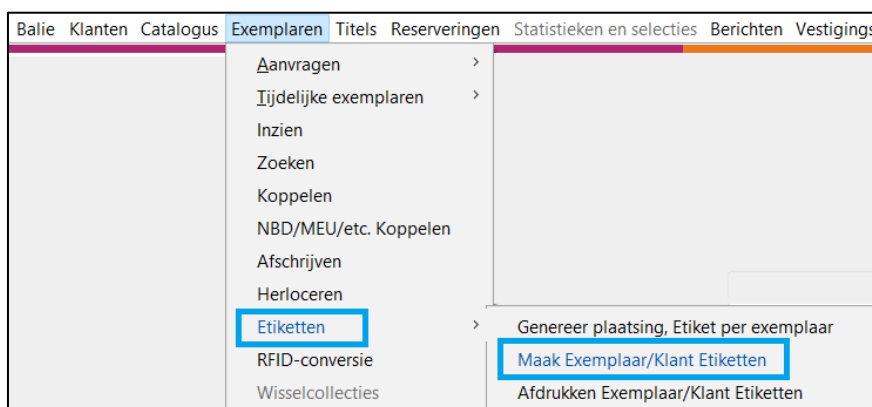 Balie Klanten Catalogus Exemplaren Titels Reserveringen Statistieken en selecties Berichten Vestigings
Aanvragen >
Tijdelijke exemplaren >
Inzien
Zoeken
Koppelen
NBD/MEU/etc. Koppelen
Afschrijven
Herloceren
Etiketten > Genereer plaatsing, Etiket per exemplaar
RFID-conversie Maak Exemplaar/Klant Etiketten
Wisselcollecties Afdrukken Exemplaar/Klant Etiketten